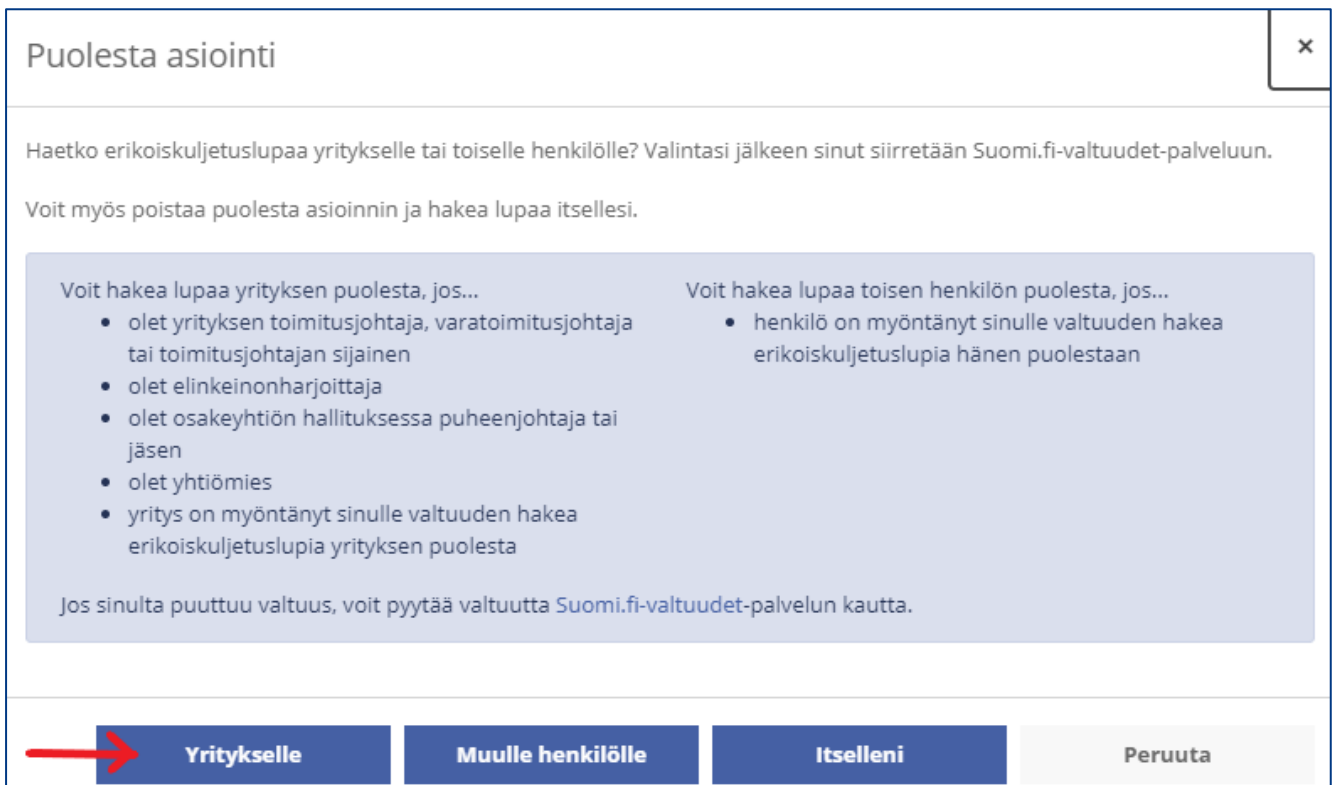 Puolesta asiointi
×
Haetko erikoiskuljetuslupaa yritykselle tai toiselle henkilölle? Valintasi jälkeen sinut siirretään Suomi.fi-valtuudet-palveluun.
Voit myös poistaa puolesta asioinnin ja hakea lupaa itsellesi.
Voit hakea lupaa yrityksen puolesta, jos...
• olet yrityksen toimitusjohtaja, varatoimitusjohtaja
tai toimitusjohtajan sijainen
• olet elinkeinonharjoittaja
• olet osakeyhtiön hallituksessa puheenjohtaja tai
jäsen
• olet yhtiömies
• yritys on myöntänyt sinulle valtuuden hakea
erikoiskuljetuslupia yrityksen puolesta
Voit hakea lupaa toisen henkilön puolesta, jos...
• henkilö on myöntänyt sinulle valtuuden hakea
erikoiskuljetuslupia hänen puolestaan
Jos sinulta puuttuu valtuus, voit pyytää valtuutta Suomi.fi-valtuudet-palvelun kautta.
Yritykselle
Muulle henkilölle
Itselleni
Peruuta